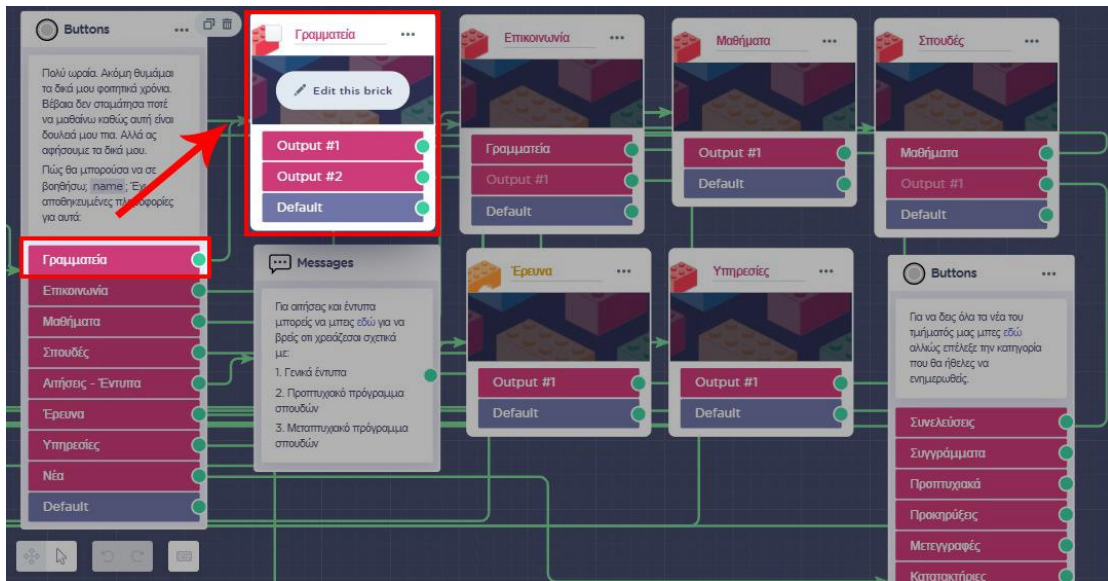 Buttons
Πολύ ωραία. Ακόμη θυμάμαι
τα δικά μου φοιτητικά χρόνια.
Βέβαια δεν σταμάτησα ποτέ
να μαθαίνω καθώς αυτή είναι
δουλειά μου πια. Αλλά ας
αφήσουμε τα δικά μου.
Πώς θα μπορούσα να σε
βοηθήσω, name ; Έχω
αποθηκευμένες
για αυτά:
Γραμματεία
Επικοινωνία
Μαθήματα
Σπουδές
Αιτήσεις - Έντυπα
Έρευνα
Υπηρεσίες
Νέα
Default
Γραμματεία
Edit this brick
Output #1
Output #2
Default
Επικοινωνία
Γραμματεία
Output #1
Default
Μαθήματα
Output #1
Default
Σπουδές
Μαθήματα
Output #1
Default
Messages
Για αιτήσεις και έντυπα
μπορείς να μπεις εδώ για να
βρείς οτι χρειάζεσαι σχετικά
με:
1. Γενικά έντυπα
2. Προπτυχιακό πρόγραμμα
σπουδών
3. Μεταπτυχιακό πρόγραμμα
σπουδών
Έρευνα
Output #1
Default
Υπηρεσίες
Output #1
Default
Buttons
Για να δεις όλα τα νέα του
τμήματός μας μπες εδώ
αλλιώς επέλεξε την κατηγορία
που θα ήθελες να
ενημερωθείς.
Συνελεύσεις
Συγγράμματα
Προπτυχιακά
Προκηρύξεις
Μετεγγραφές
Κατατακτήριες